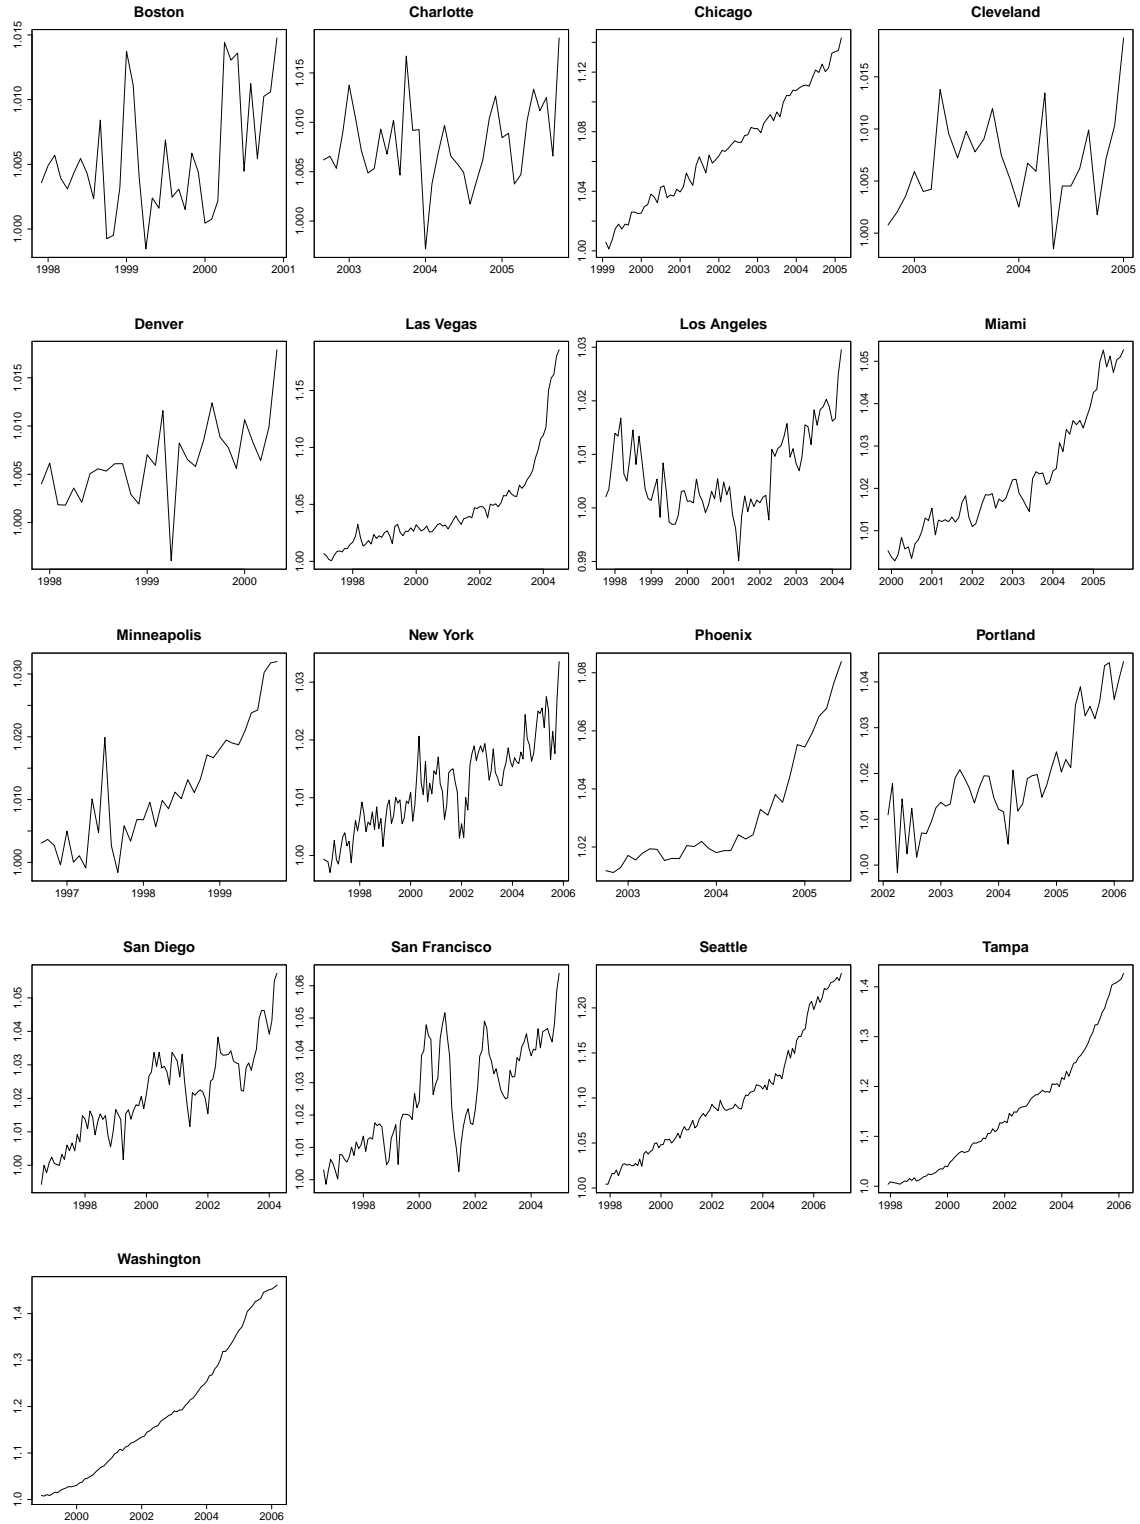 Boston
1.000 1.005 1.010 1.015
1998 1999 2000 2001
Charlotte
1.000 1.005 1.010 1.015
2003 2004 2005
Chicago
1.00 1.04 1.08 1.12
1999 2000 2001 2002 2003 2004 2005
Cleveland
1.000 1.005 1.010 1.015
2003 2004 2005
Denver
1.000 1.005 1.010 1.015
1998 1999 2000
Las Vegas
1.00 1.05 1.10 1.15
1998 2000 2002 2004
Los Angeles
0.99 1.00 1.01 1.02 1.03
1998 1999 2000 2001 2002 2003 2004
Miami
1.01 1.02 1.03 1.04 1.05
2000 2001 2002 2003 2004 2005
Minneapolis
1.000 1.010 1.020 1.030
1997 1998 1999
New York
1.00 1.01 1.02 1.03
1998 2000 2002 2004 2006
Phoenix
1.02 1.04 1.06 1.08
2003 2004 2005
Portland
1.00 1.01 1.02 1.03 1.04
2002 2003 2004 2005 2006
San Diego
1.00 1.01 1.02 1.03 1.04 1.05
1998 2000 2002 2004
San Francisco
1.00 1.01 1.02 1.03 1.04 1.05 1.06
1998 2000 2002 2004
Seattle
1.00 1.05 1.10 1.15 1.20
1998 2000 2002 2004 2006
Tampa
1.0 1.1 1.2 1.3 1.4
1998 2000 2002 2004 2006
Washington
1.0 1.1 1.2 1.3 1.4
2000 2002 2004 2006